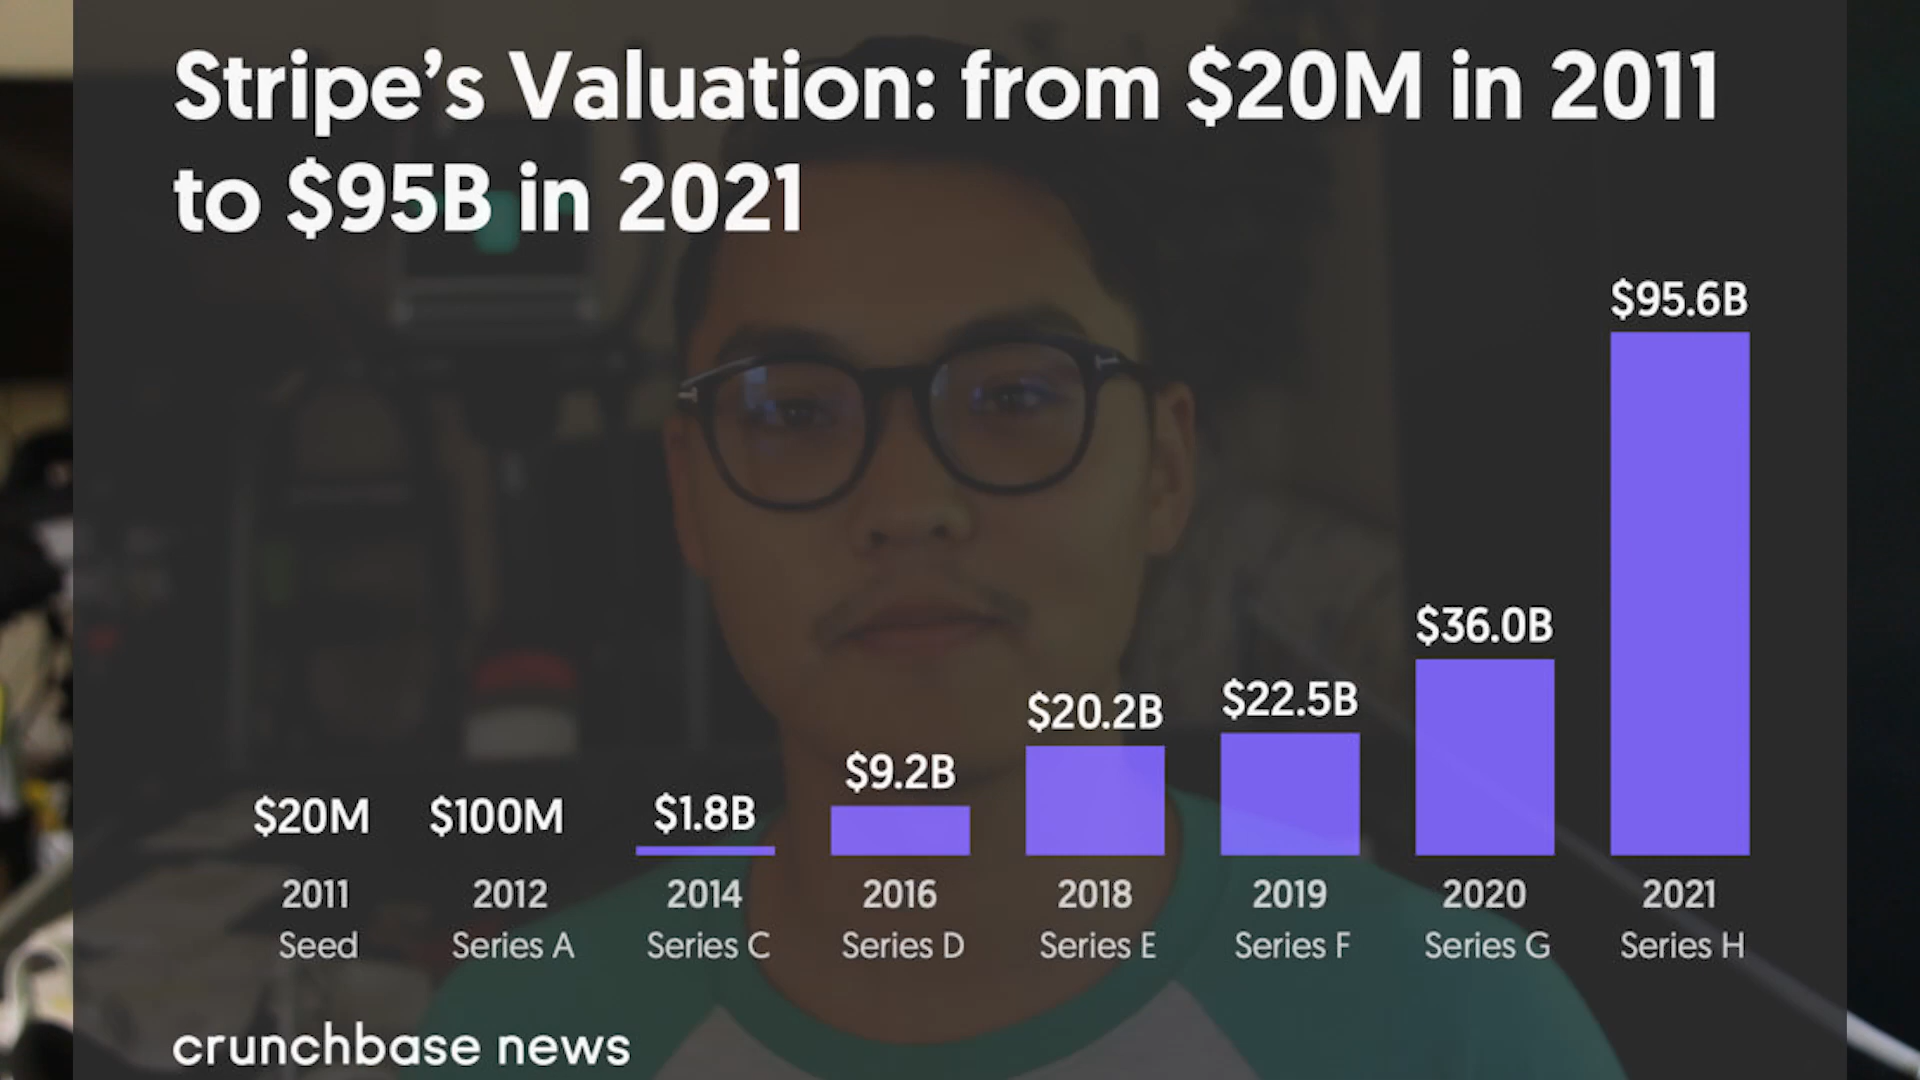 Stripe’s Valuation: from $20M in 2011
to $95B in 2021
$95.6B
$36.0B
$22.5B
$20.2B
$9.2B
$1.8B
$100M
$20M
2011 2012 2014 2016 2018 2019 2020 2021
Seed Series A Series C Series D Series E Series F Series G Series H
crunchbase news